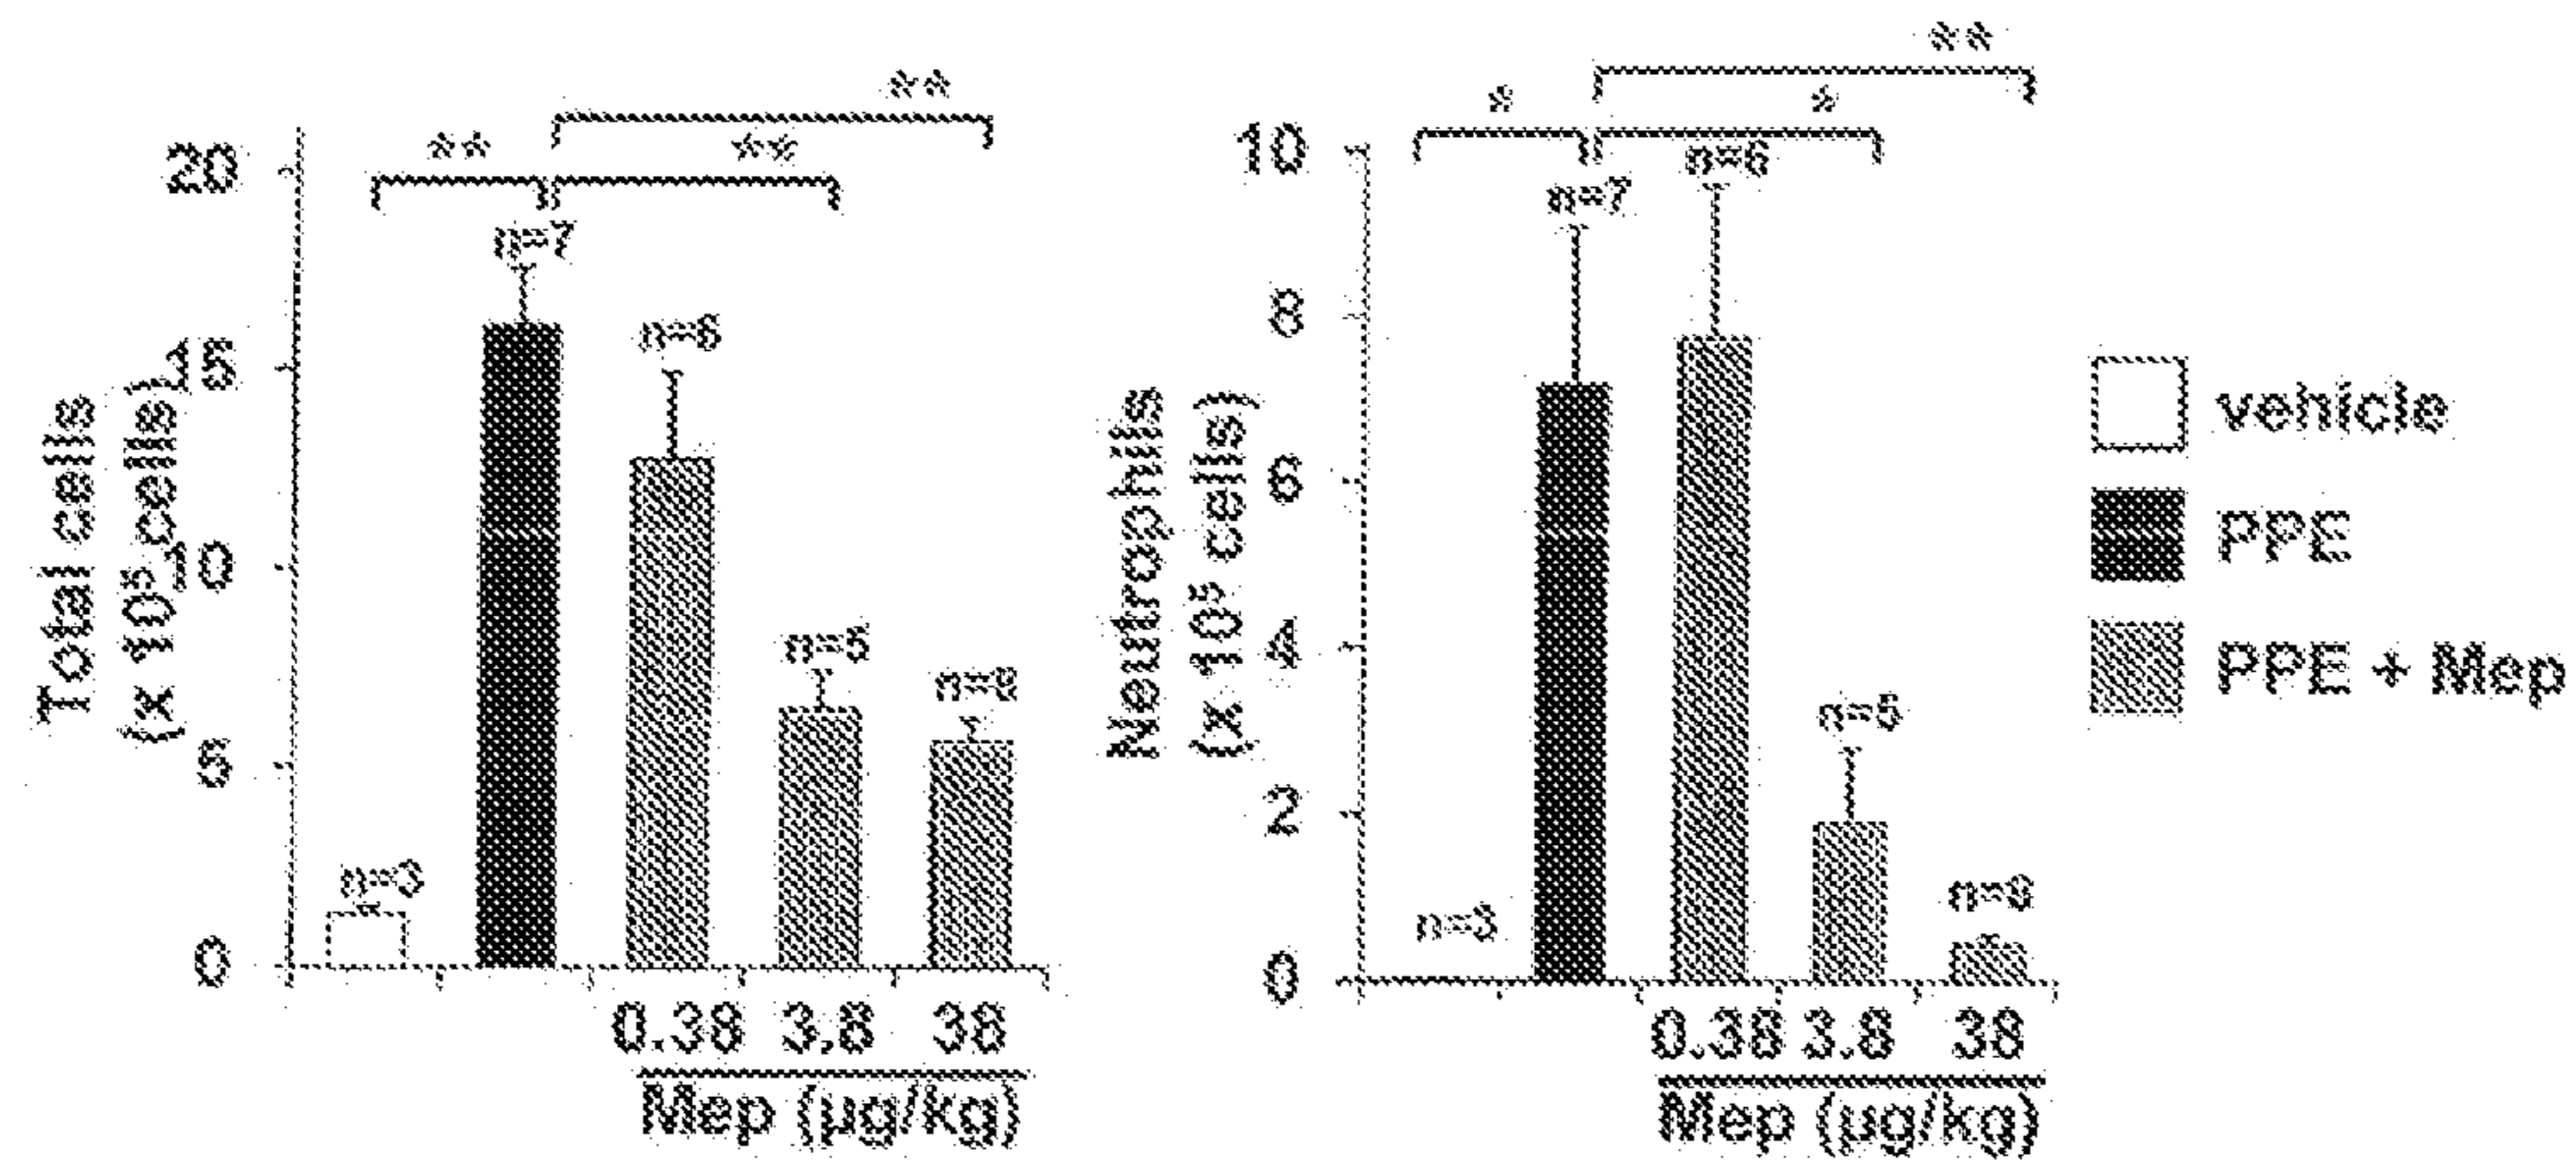 **
**
**
20
15
10
5
0
Total cells
(x 10⁵ cells)
n=3
n=7
n=6
n=5
0.38 3.8 38
Mep (µg/kg)
**
*
*
10
8
6
4
2
0
Neutrophils
(x 10⁵ cells)
n=3
n=7
n=6
n=5
0.38 3.8 38
Mep (µg/kg)
vehicle
PPE
PPE + Mep